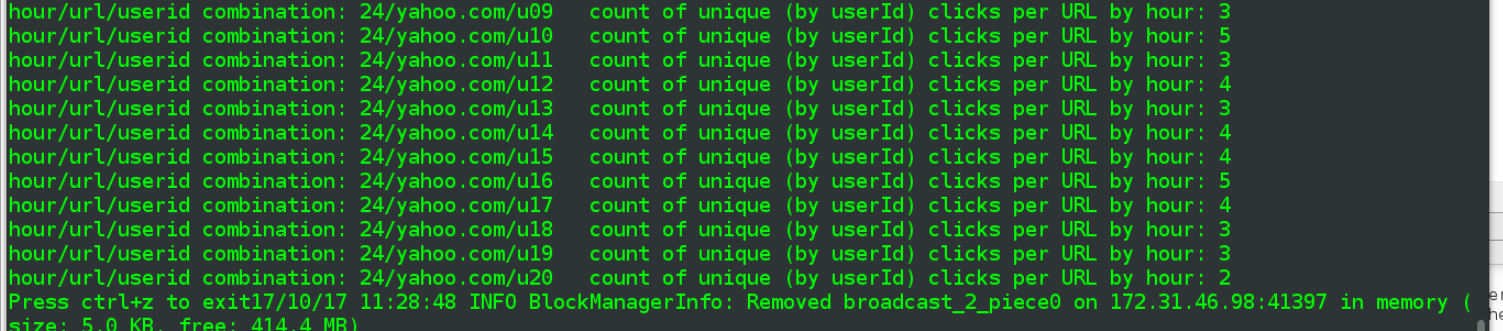 hour/url/userid combination: 24/yahoo.com/u09   count of unique (by userId) clicks per URL by hour: 3
hour/url/userid combination: 24/yahoo.com/u10   count of unique (by userId) clicks per URL by hour: 5
hour/url/userid combination: 24/yahoo.com/u11   count of unique (by userId) clicks per URL by hour: 3
hour/url/userid combination: 24/yahoo.com/u12   count of unique (by userId) clicks per URL by hour: 4
hour/url/userid combination: 24/yahoo.com/u13   count of unique (by userId) clicks per URL by hour: 3
hour/url/userid combination: 24/yahoo.com/u14   count of unique (by userId) clicks per URL by hour: 4
hour/url/userid combination: 24/yahoo.com/u15   count of unique (by userId) clicks per URL by hour: 4
hour/url/userid combination: 24/yahoo.com/u16   count of unique (by userId) clicks per URL by hour: 5
hour/url/userid combination: 24/yahoo.com/u17   count of unique (by userId) clicks per URL by hour: 4
hour/url/userid combination: 24/yahoo.com/u18   count of unique (by userId) clicks per URL by hour: 3
hour/url/userid combination: 24/yahoo.com/u19   count of unique (by userId) clicks per URL by hour: 3
hour/url/userid combination: 24/yahoo.com/u20   count of unique (by userId) clicks per URL by hour: 2
Press ctrl+z to exit17/10/17 11:28:48 INFO BlockManagerInfo: Removed broadcast_2_piece0 on 172.31.46.98:41397 in memory (
size: 5.0 KB, free: 414.4 MB)